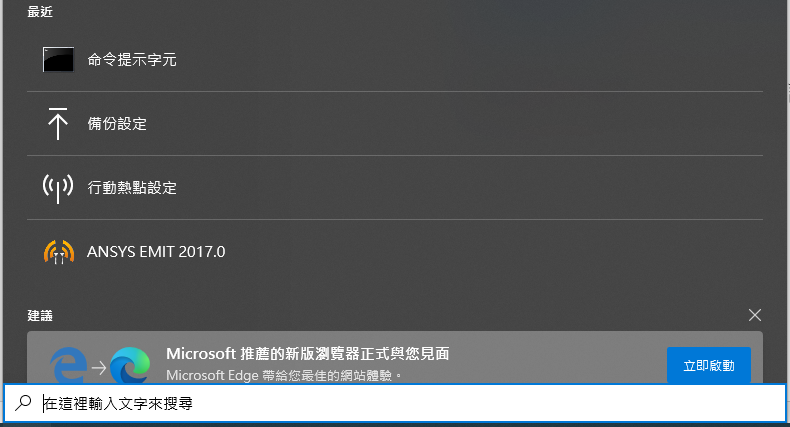 最近
命令提示字元
備份設定
行動熱點設定
ANSYS EMIT 2017.0
建議
Microsoft 推薦的新版瀏覽器正式與您見面
Microsoft Edge 帶給您最佳的網站體驗。
立即啟動
在這裡輸入文字來搜尋